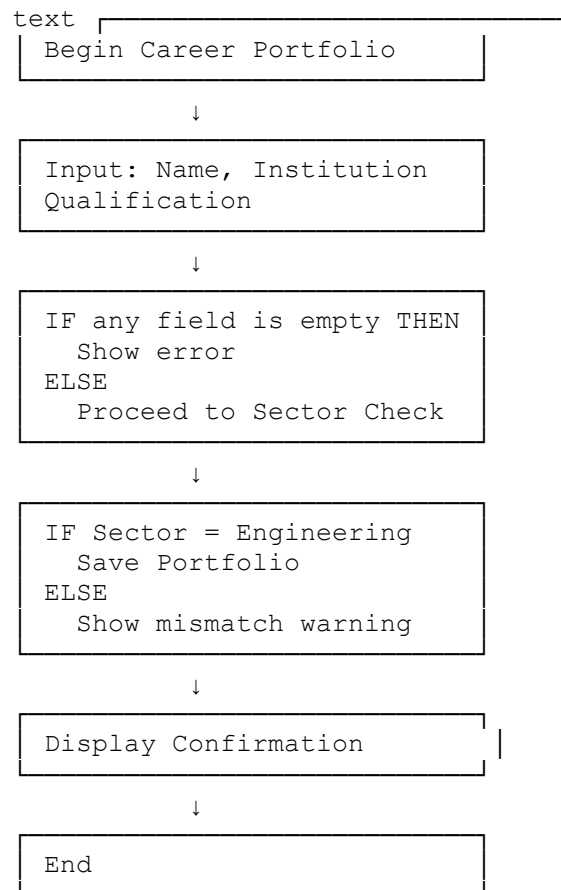 text
Begin Career Portfolio
↓
Input: Name, Institution
Qualification
↓
IF any field is empty THEN
Show error
ELSE
Proceed to Sector Check
↓
IF Sector = Engineering
Save Portfolio
ELSE
Show mismatch warning
↓
Display Confirmation
↓
End